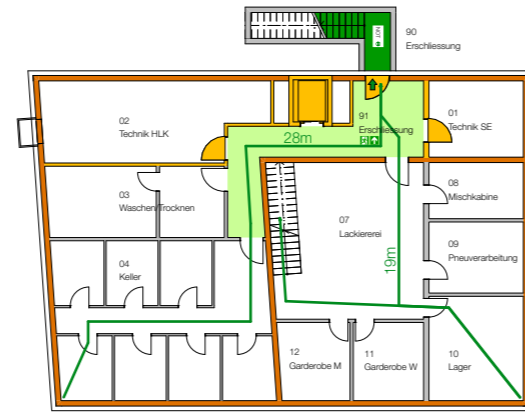 NOT
90
Erschliessung
02
Technik HLK
91
Erschliessung
01
Technik SE
28m
03
Waschen/Trocknen
08
Mischkabine
07
Lackiererei
09
Pneuverarbeitung
19m
04
Keller
12
Garderobe M
11
Garderobe W
10
Lager